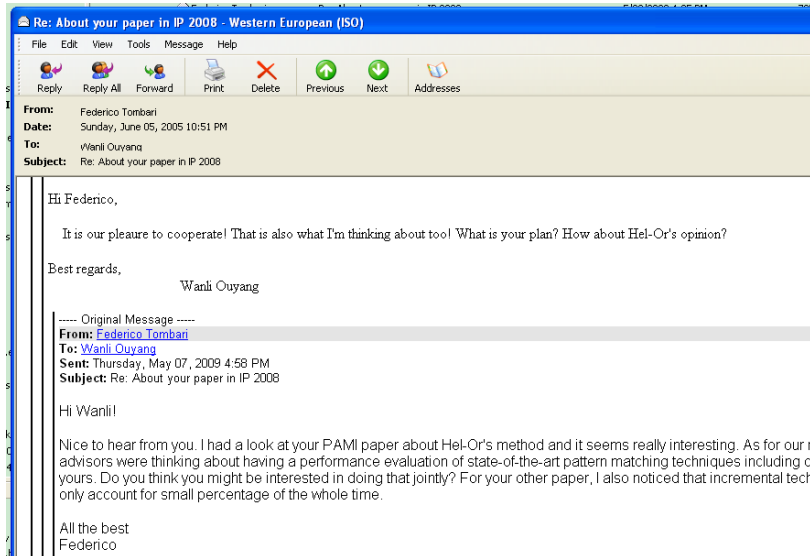 Re: About your paper in IP 2008 - Western European (ISO)
File Edit View Tools Message Help
Reply Reply All Forward Print Delete Previous Next Addresses
From: Federico Tombari
Date: Sunday, June 05, 2005 10:51 PM
To: Wanli Ouyang
Subject: Re: About your paper in IP 2008
Hi Federico,
It is our pleaure to cooperate! That is also what I'm thinking about too! What is your plan? How about Hel-Or's opinion?
Best regards,
Wanli Ouyang
----- Original Message -----
From: Federico Tombari
To: Wanli Ouyang
Sent: Thursday, May 07, 2009 4:58 PM
Subject: Re: About your paper in IP 2008
Hi Wanli!
Nice to hear from you. I had a look at your PAMI paper about Hel-Or's method and it seems really interesting. As for our
advisors were thinking about having a performance evaluation of state-of-the-art pattern matching techniques including
yours. Do you think you might be interested in doing that jointly? For your other paper, I also noticed that incremental
only account for small percentage of the whole time.
All the best
Federico